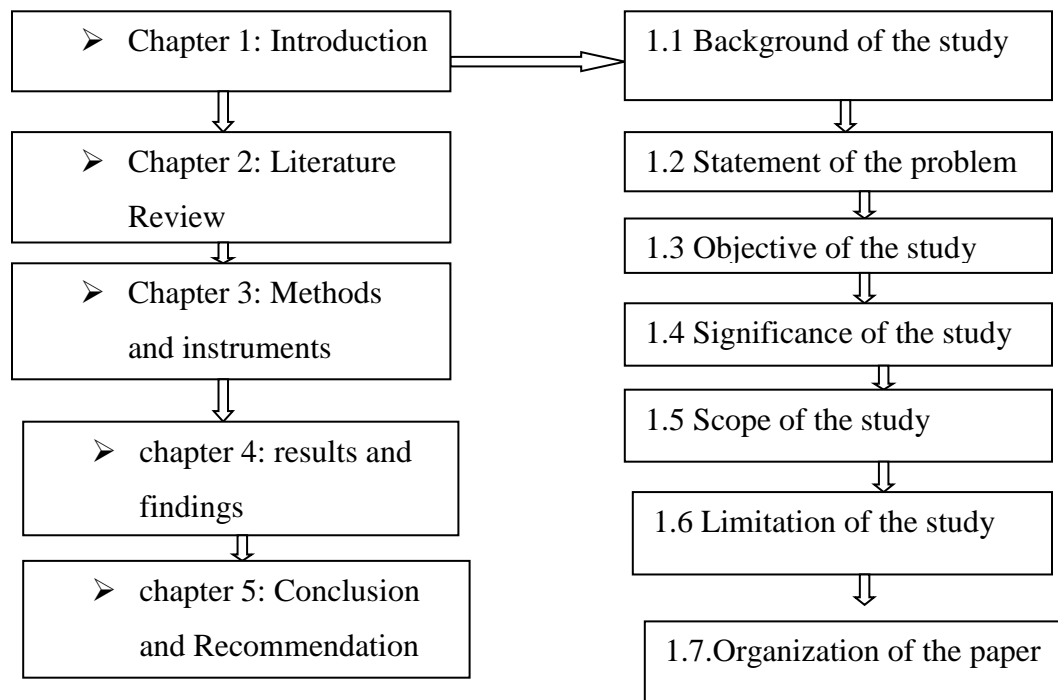 ➢ Chapter 1: Introduction
➢ Chapter 2: Literature
Review
➢ Chapter 3: Methods
and instruments
➢ chapter 4: results and
findings
➢ chapter 5: Conclusion
and Recommendation
1.1 Background of the study
1.2 Statement of the problem
1.3 Objective of the study
1.4 Significance of the study
1.5 Scope of the study
1.6 Limitation of the study
1.7.Organization of the paper